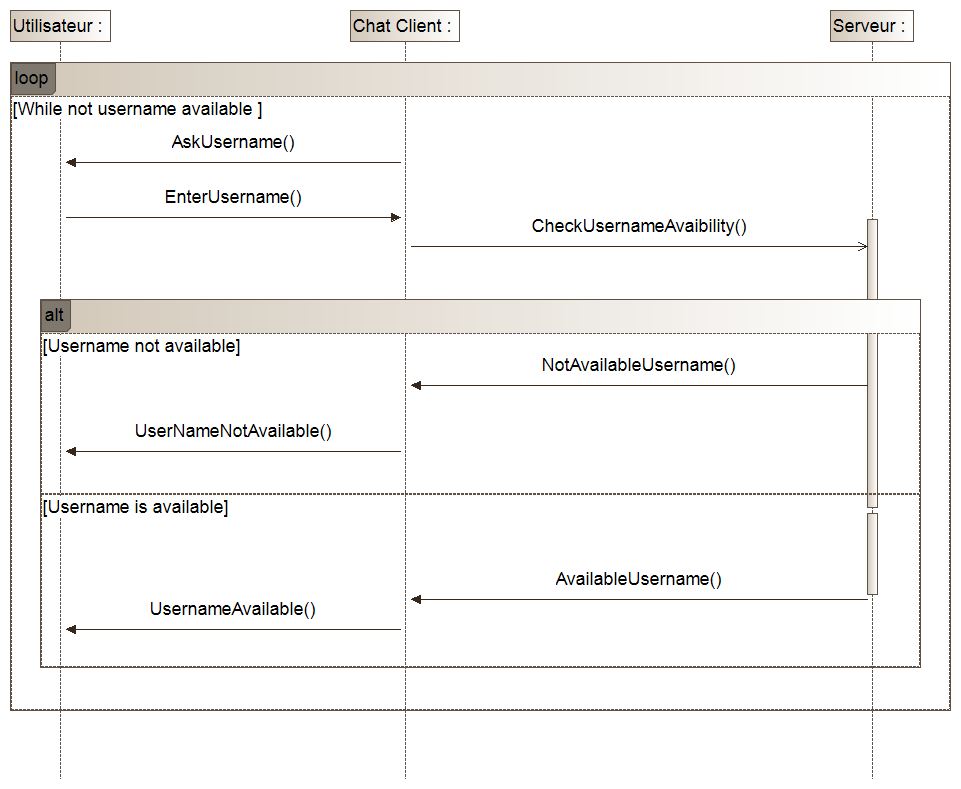 Utilisateur :
Chat Client :
Serveur :
loop
[While not username available ]
AskUsername()
EnterUsername()
CheckUsernameAvaibility()
alt
[Username not available]
NotAvailableUsername()
UserNameNotAvailable()
[Username is available]
AvailableUsername()
UsernameAvailable()